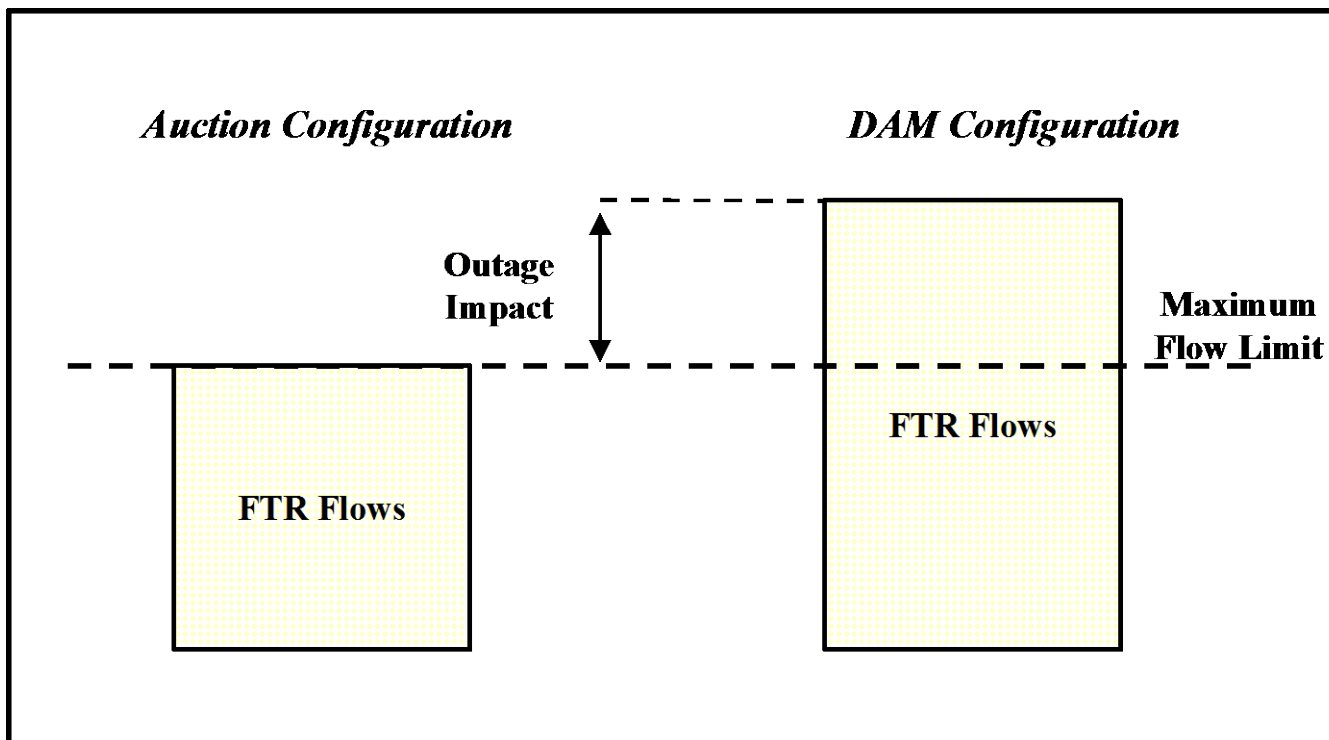 Auction Configuration
DAM Configuration
Outage
Impact
Maximum
Flow Limit
FTR Flows
FTR Flows